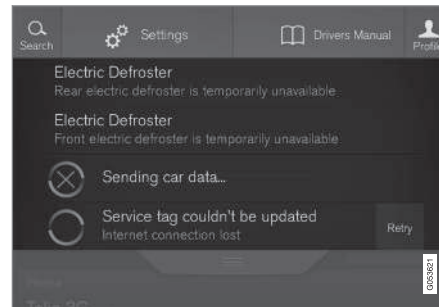 Search
Settings
Drivers Manual
Profile
Electric Defroster
Rear electric defroster is temporarily unavailable
Electric Defroster
Front electric defroster is temporarily unavailable
Sending car data...
Service tag couldn't be updated
Internet connection lost
Retry
G053621